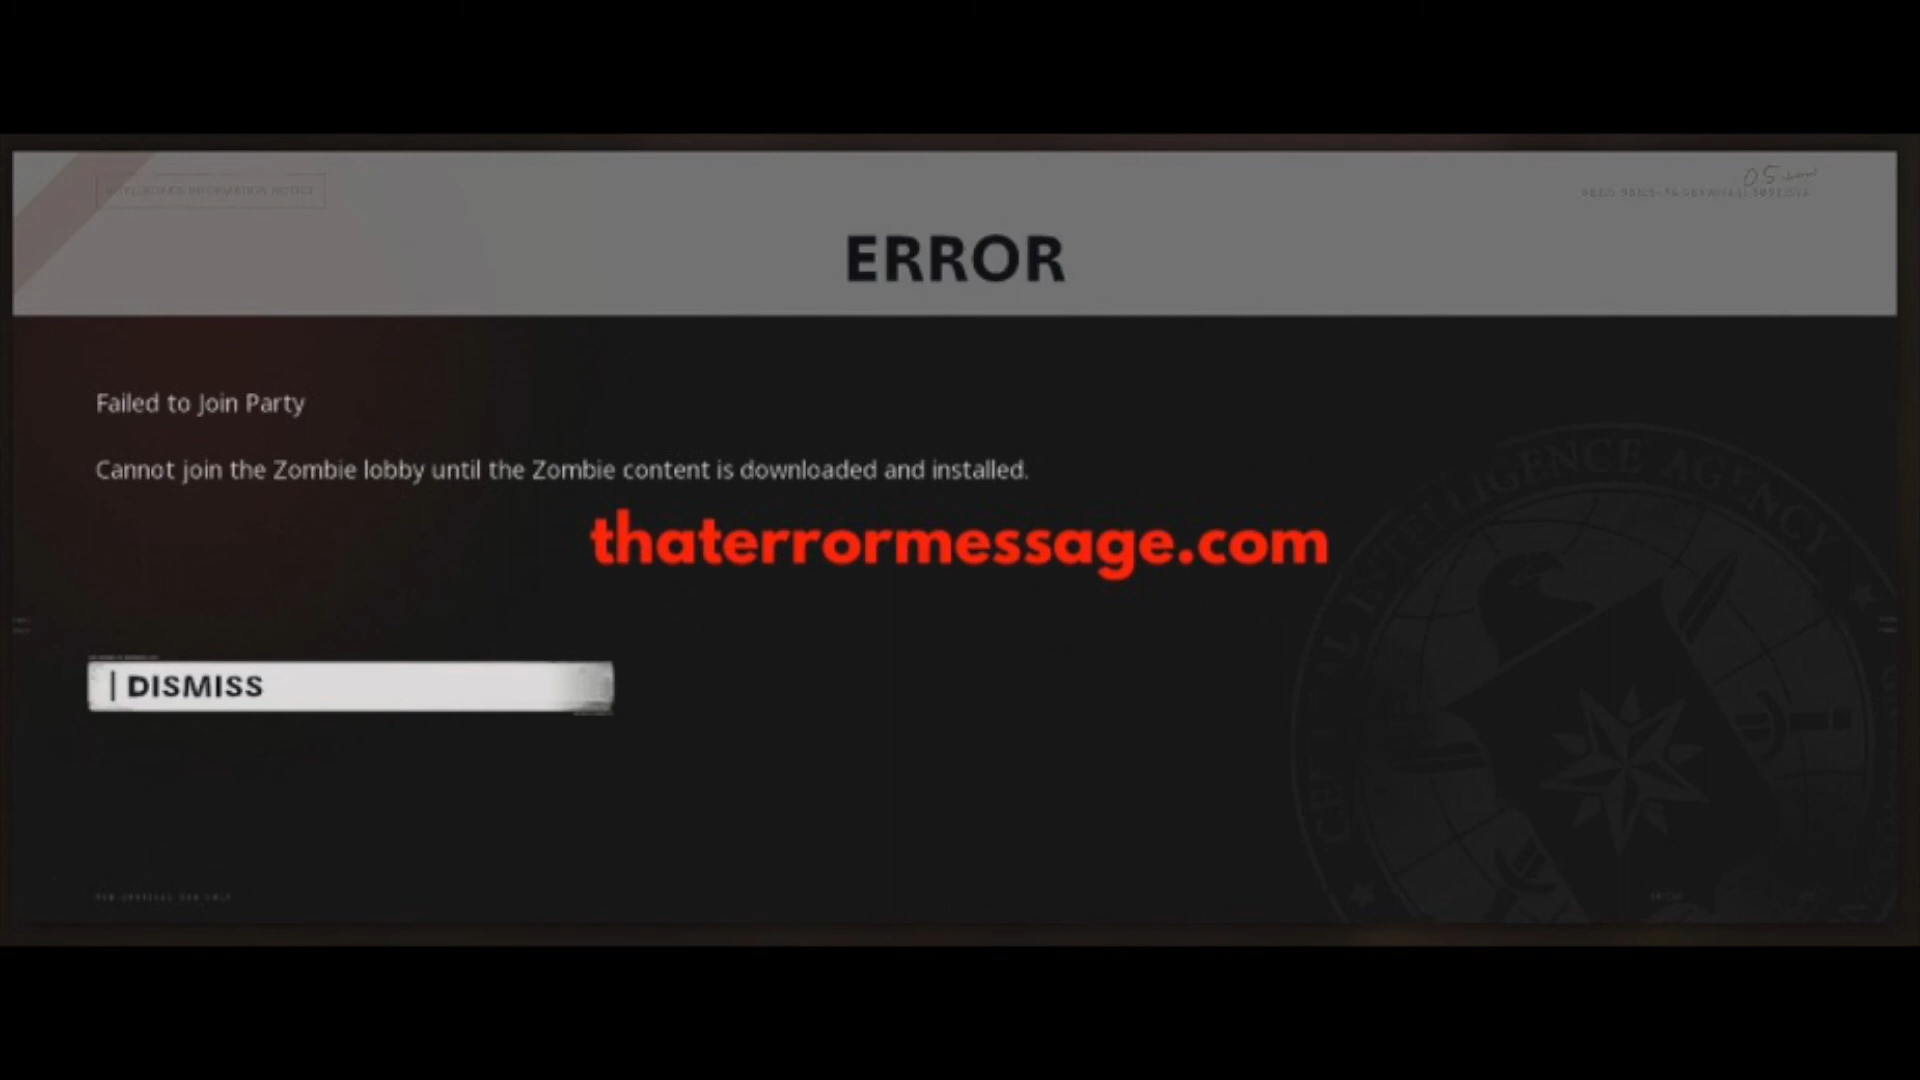 ERROR
Failed to Join Party
Cannot join the Zombie lobby until the Zombie content is downloaded and installed.
thaterrormessage.com
| DISMISS